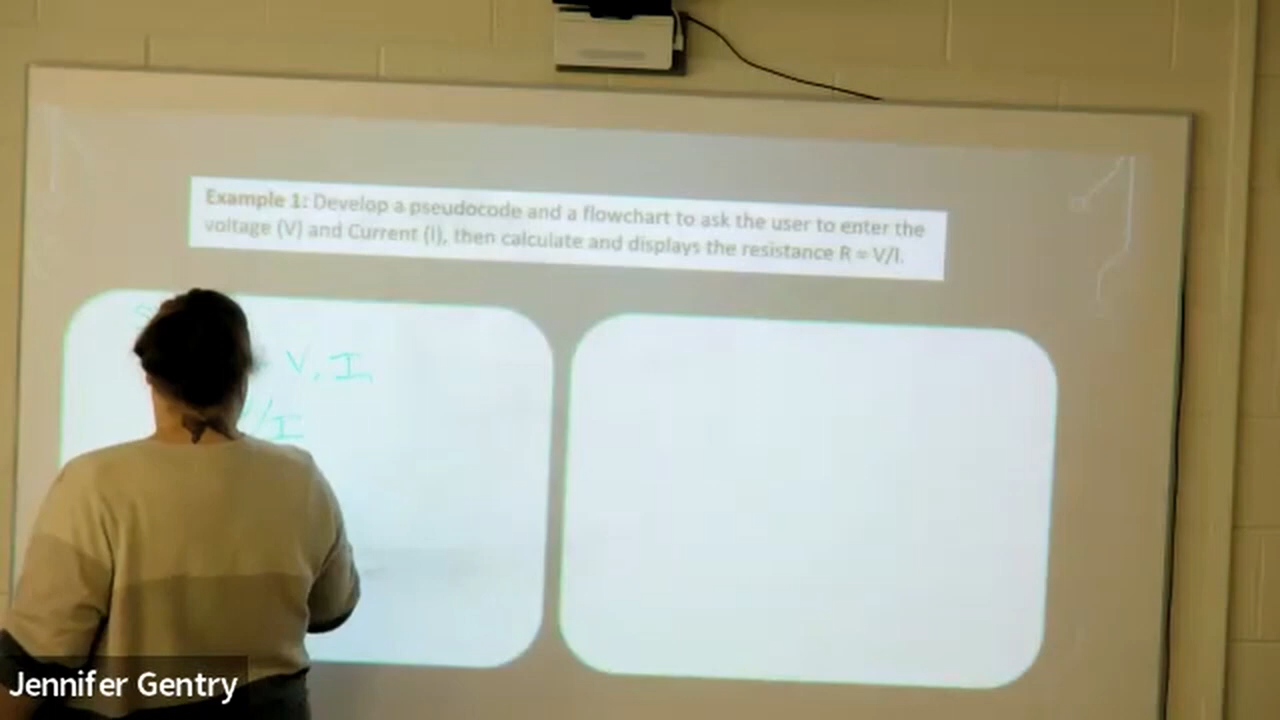 Example 1: Develop a pseudocode and a flowchart to ask the user to enter the
voltage (V) and Current (I), then calculate and displays the resistance R = V/I.
V, I
/I
Jennifer Gentry